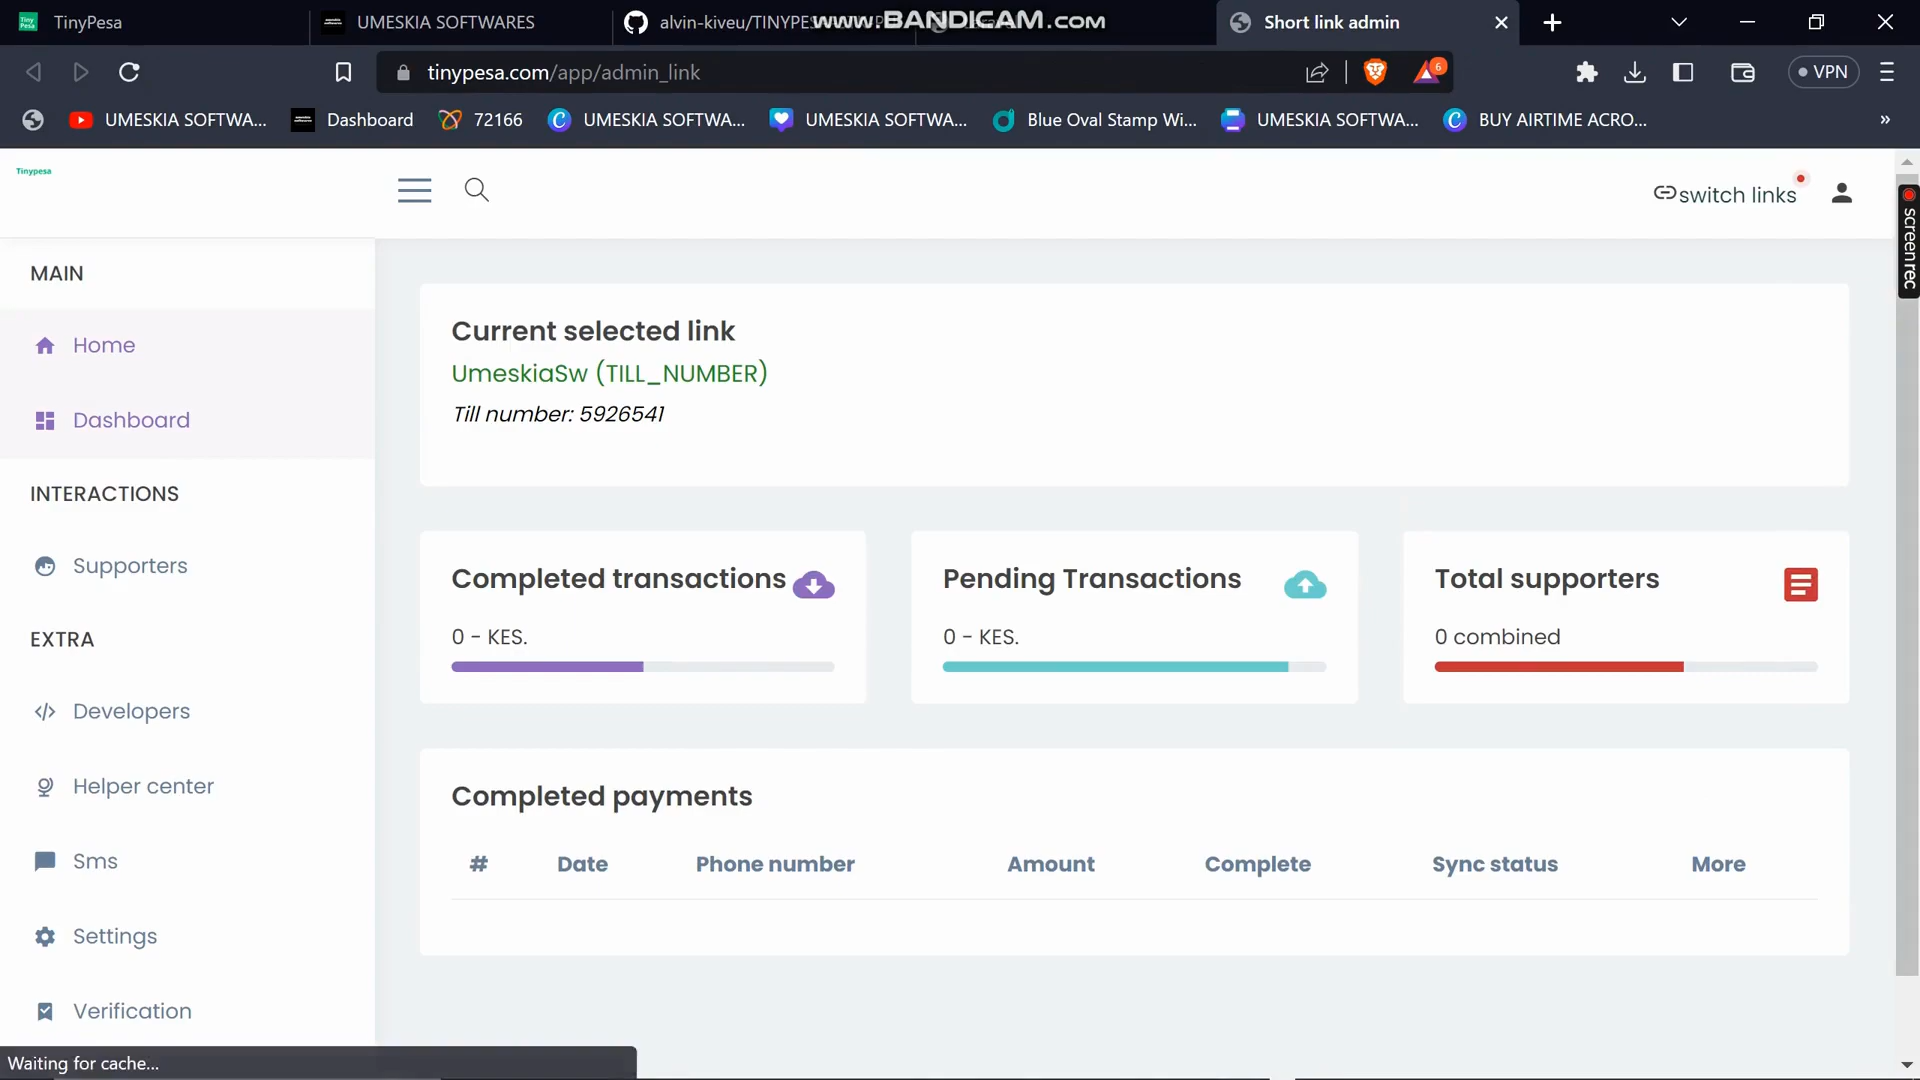 TinyPesa
UMESKIA SOFTWARES
alvin-kiveu/TINYPES
www.BANDICAM.com
Short link admin
tinypesa.com/app/admin_link
6
VPN
UMESKIA SOFTWA...
Dashboard
72166
UMESKIA SOFTWA...
UMESKIA SOFTWA...
Blue Oval Stamp Wi...
UMESKIA SOFTWA...
BUY AIRTIME ACRO...
»
Tinypesa
switch links
screenrec
MAIN
Home
Dashboard
INTERACTIONS
Supporters
EXTRA
Developers
Helper center
Sms
Settings
Verification
Current selected link
UmeskiaSw (TILL_NUMBER)
Till number: 5926541
Completed transactions
0 - KES.
Pending Transactions
0 - KES.
Total supporters
0 combined
Completed payments
# Date Phone number Amount Complete Sync status More
Waiting for cache...